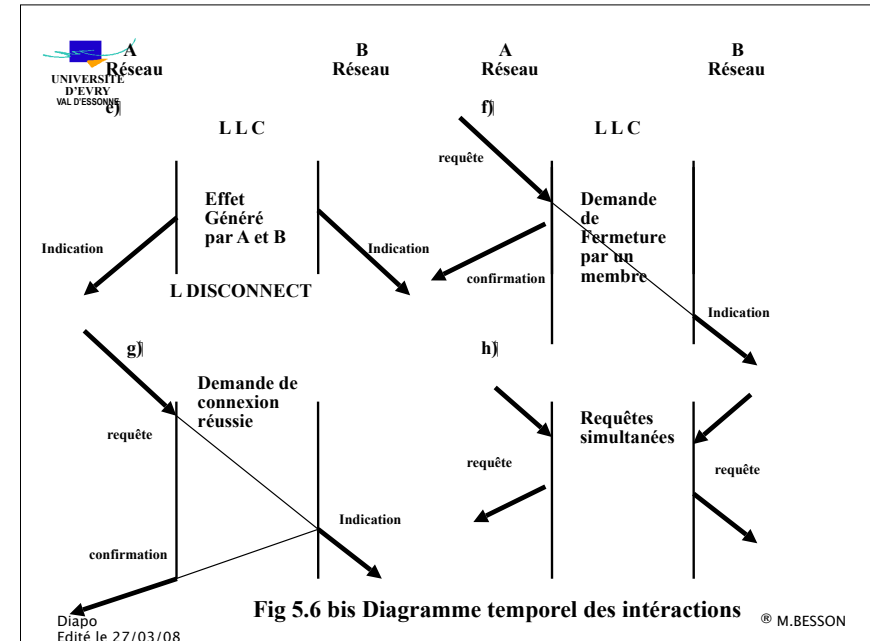 A
Réseau
B
Réseau
A
Réseau
B
Réseau
UNIVERSITE
D'EVRY
VAL D'ESSONNE
e)
L L C
Effet
Généré
par A et B
Indication
Indication
L DISCONNECT
f)
L L C
requête
Demande
de
Fermeture
par un
membre
confirmation
Indication
g)
Demande de
connexion
réussie
requête
Indication
confirmation
h)
Requêtes
simultanées
requête
requête
Fig 5.6 bis Diagramme temporel des intéractions
® M.BESSON
Diapo
Edité le 27/03/08